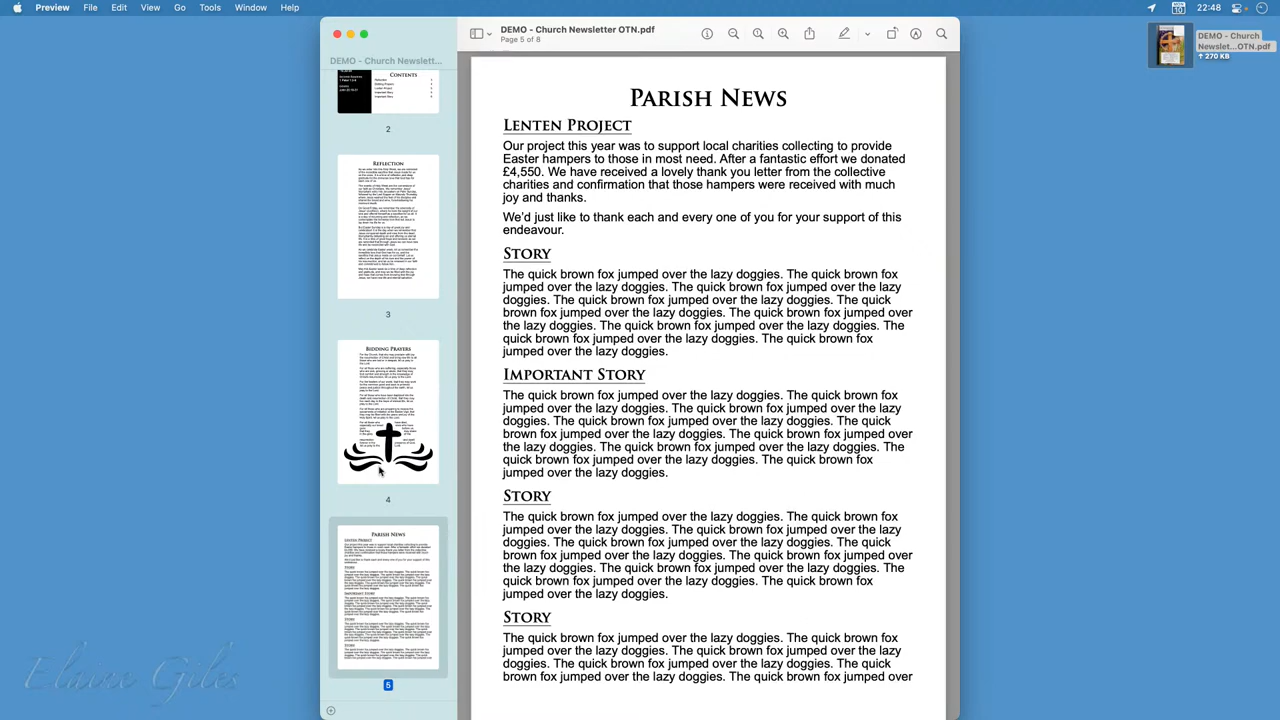 Preview File Edit View Go Tools Window Help 22:48
DEMO - Church Newsletter OTN.pdf
Page 5 of 8
DEMO - Church
Newslet...OTN.pdf
270 KB
DEMO - Church Newslett...
Contents
2
Reflection
3
Bidding Prayers
4
Parish News
Lenten Project
Story
Important Story
Story
Story
5
Parish News
Lenten Project
Our project this year was to support local charities collecting to provide
Easter hampers to those in most need. After a fantastic effort we donated
£4,550. We have received a lovely thank you letter from the collective
charities and confirmation that those hampers were received with much
joy and thanks.
We'd just like to thank each and every one of you for your support of this
endeavour.
Story
The quick brown fox jumped over the lazy doggies. The quick brown fox
jumped over the lazy doggies. The quick brown fox jumped over the lazy
doggies. The quick brown fox jumped over the lazy doggies. The quick
brown fox jumped over the lazy doggies. The quick brown fox jumped over
the lazy doggies. The quick brown fox jumped over the lazy doggies. The
quick brown fox jumped over the lazy doggies. The quick brown fox
jumped over the lazy doggies.
Important Story
The quick brown fox jumped over the lazy doggies. The quick brown fox
jumped over the lazy doggies. The quick brown fox jumped over the lazy
doggies. The quick brown fox jumped over the lazy doggies. The quick
brown fox jumped over the lazy doggies. The quick brown fox jumped over
the lazy doggies. The quick brown fox jumped over the lazy doggies. The
quick brown fox jumped over the lazy doggies. The quick brown fox
jumped over the lazy doggies.
Story
The quick brown fox jumped over the lazy doggies. The quick brown fox
jumped over the lazy doggies. The quick brown fox jumped over the lazy
doggies. The quick brown fox jumped over the lazy doggies. The quick
brown fox jumped over the lazy doggies. The quick brown fox jumped over
the lazy doggies. The quick brown fox jumped over the lazy doggies. The
quick brown fox jumped over the lazy doggies. The quick brown fox
jumped over the lazy doggies.
Story
The quick brown fox jumped over the lazy doggies. The quick brown fox
jumped over the lazy doggies. The quick brown fox jumped over the lazy
doggies. The quick brown fox jumped over the lazy doggies. The quick
brown fox jumped over the lazy doggies. The quick brown fox jumped over
Elaine Giles